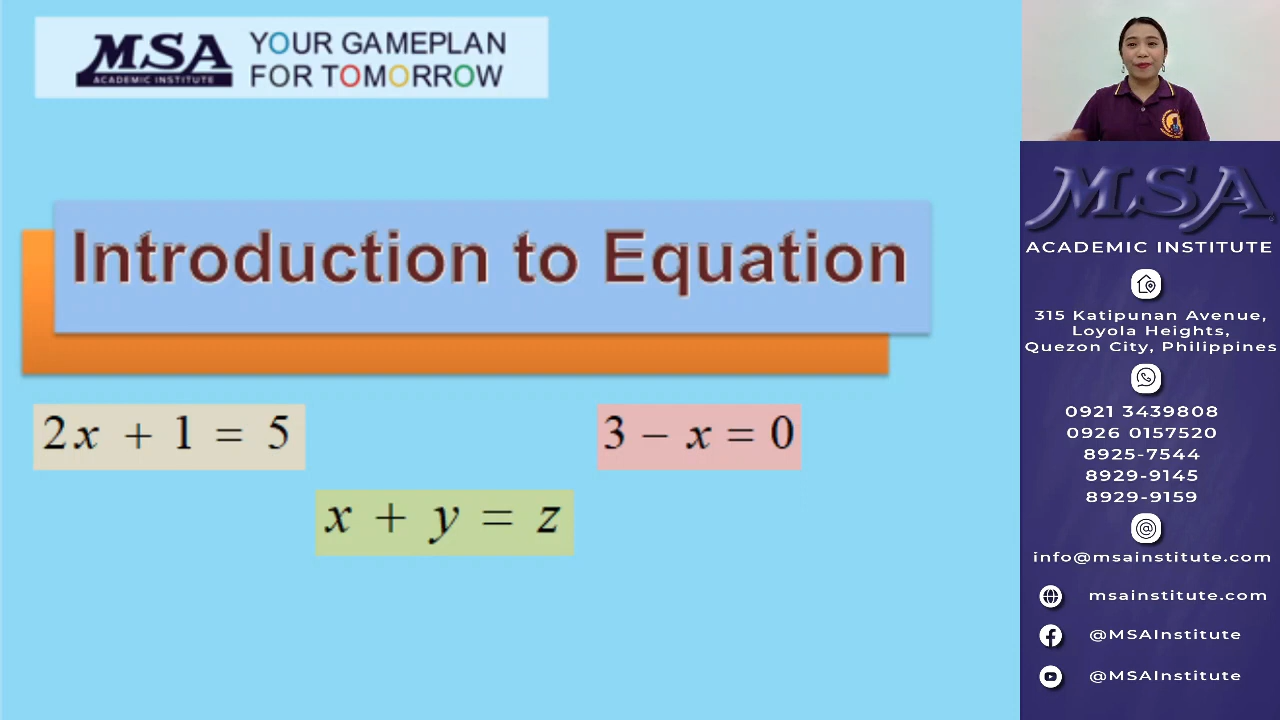 MSA
ACADEMIC INSTITUTE
YOUR GAMEPLAN
FOR TOMORROW
Introduction to Equation
2x + 1 = 5
3 − x = 0
x + y = z
MSA
ACADEMIC INSTITUTE
315 Katipunan Avenue,
Loyola Heights,
Quezon City, Philippines
0921 3439808
0926 0157520
8925-7544
8929-9145
8929-9159
info@msainstitute.com
msainstitute.com
@MSAInstitute
@MSAInstitute